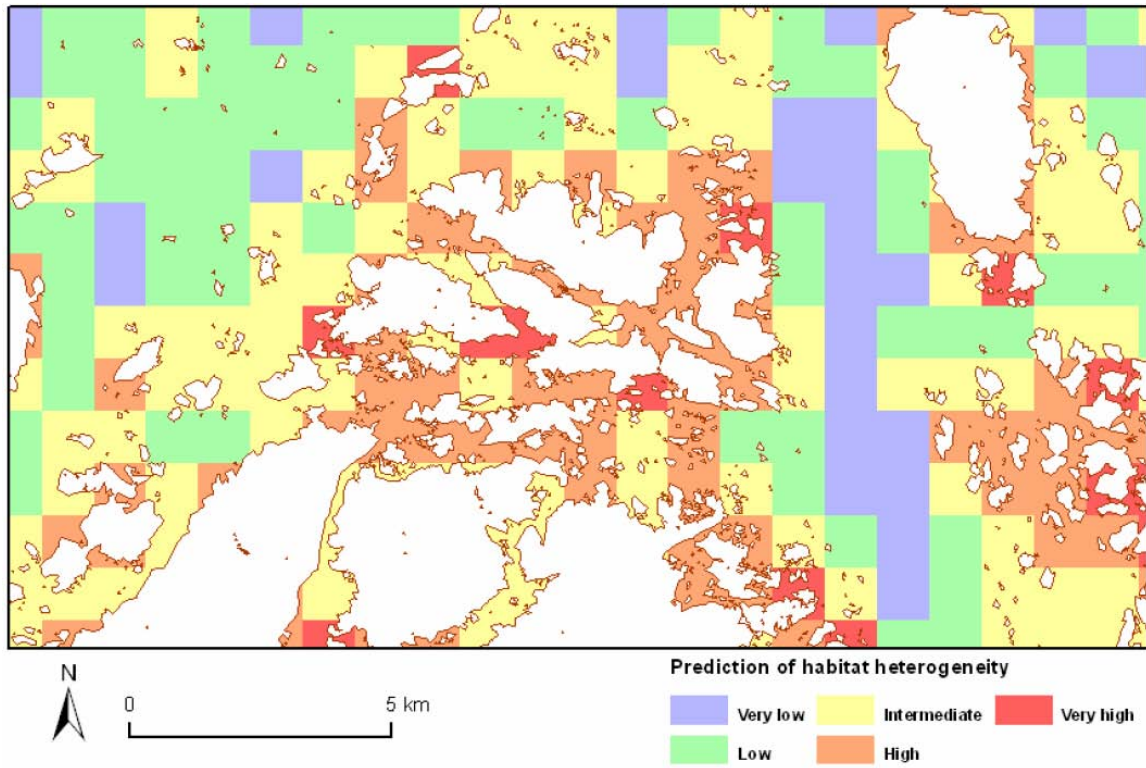 N
0 5 km
Prediction of habitat heterogeneity
Very low Intermediate Very high
Low High